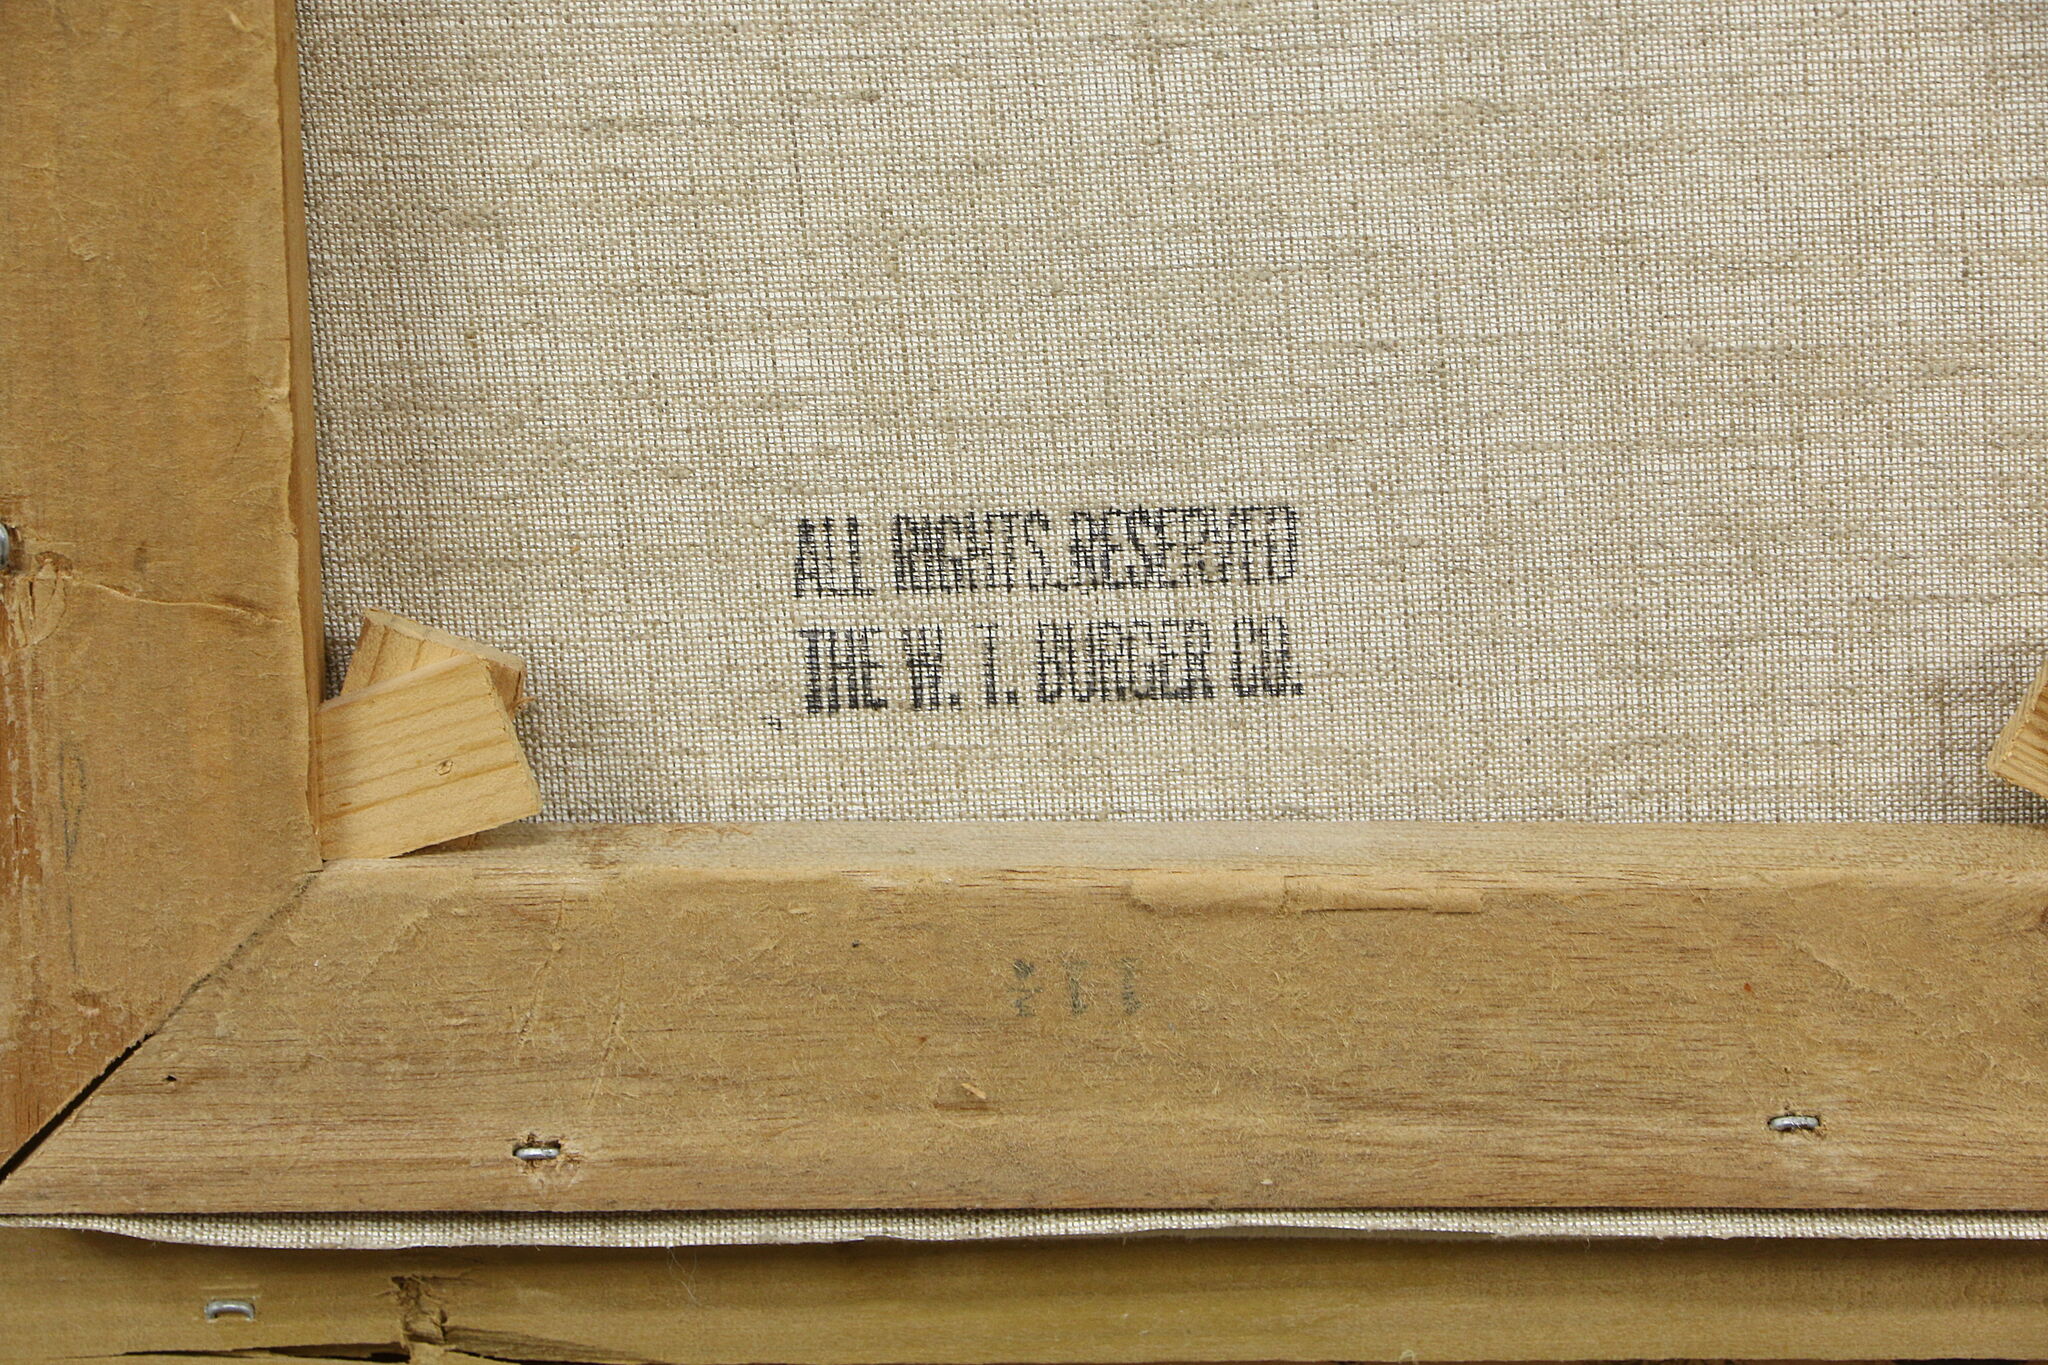 ALL RIGHTS RESERVED
THE W. T. BURGER CO.